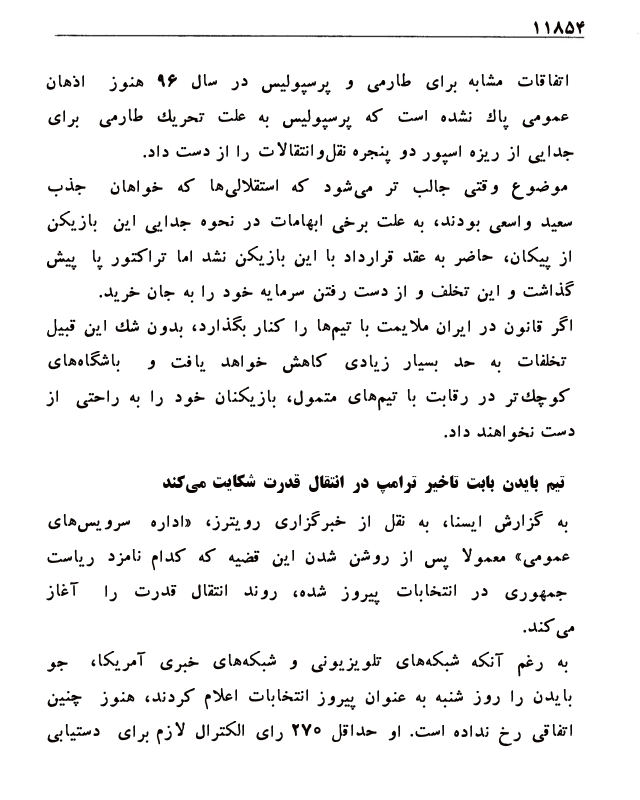 ۱۱۸۵۴
اتفاقات مشابه برای طارمی و پرسپولیس در سال ۹۶ هنوز اذهان
عمومی پاك نشده است که پرسپولیس به علت تحریك طارمی برای
جدایی از ریزه اسپور دو پنجره نقل‌وانتقالات را از دست داد.
موضوع وقتی جالب تر می‌شود که استقلالی‌ها که خواهان جذب
سعید واسعی بودند، به علت برخی ابهامات در نحوه جدایی این بازیکن
از پیکان، حاضر به عقد قرارداد با این بازیکن نشد اما تراکتور پا پیش
گذاشت و این تخلف و از دست رفتن سرمایه خود را به جان خرید.
اگر قانون در ایران ملایمت با تیم‌ها را کنار بگذارد، بدون شك این قبیل
تخلفات به حد بسیار زیادی کاهش خواهد یافت و باشگاه‌های
کوچك‌تر در رقابت با تیم‌های متمول، بازیکنان خود را به راحتی از
دست نخواهند داد.
تیم بایدن بابت تاخیر ترامپ در انتقال قدرت شکایت می‌کند
به گزارش ایسنا، به نقل از خبرگزاری رویترز، «اداره سرویس‌های
عمومی» معمولا پس از روشن شدن این قضیه که کدام نامزد ریاست
جمهوری در انتخابات پیروز شده، روند انتقال قدرت را آغاز
می‌کند.
به رغم آنکه شبکه‌های تلویزیونی و شبکه‌های خبری آمریکا، جو
بایدن را روز شنبه به عنوان پیروز انتخابات اعلام کردند، هنوز چنین
اتفاقی رخ نداده است. او حداقل ۲۷۰ رای الکترال لازم برای دستیابی